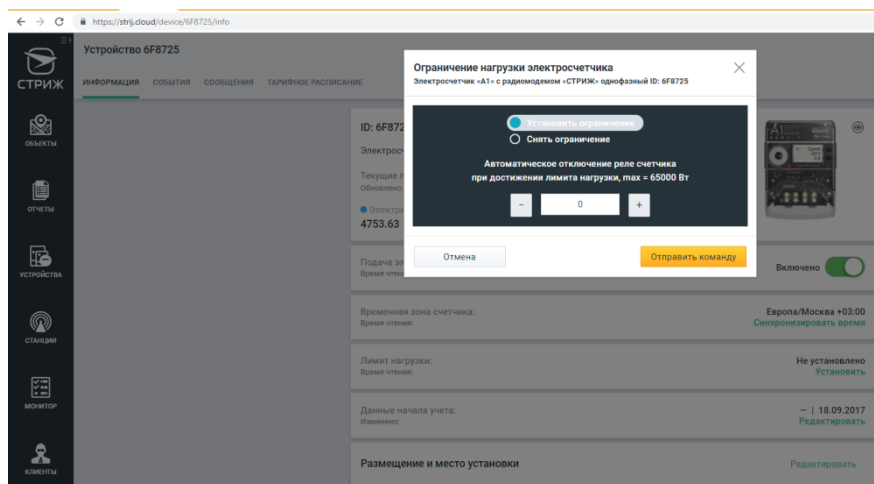 https://strij.cloud/device/6F8725/info
Устройство 6F8725
СТРИЖ
ИНФОРМАЦИЯ СОБЫТИЯ СООБЩЕНИЯ ТАРИФНОЕ РАСПИСАНИЕ
Ограничение нагрузки электросчетчика
Электросчетчик «А1» с радиомодемом «СТРИЖ» однофазный ID: 6F8725
Установить ограничение
Снять ограничение
Автоматическое отключение реле счетчика
при достижении лимита нагрузки, max = 65000 Вт
− 0 +
Отмена Отправить команду
ОБЪЕКТЫ
ОТЧЕТЫ
УСТРОЙСТВА
СТАНЦИИ
МОНИТОР
КЛИЕНТЫ
ID: 6F872
Электросч
Текущие п
Обновлено:
Электри
4753.63
A1
Подача эл
Время чтен
Включено
Временная зона счетчика:
Время чтения:
Европа/Москва +03:00
Синхронизировать время
Лимит нагрузки:
Время чтения:
Не установлено
Установить
Данные начала учета:
Изменено:
— | 18.09.2017
Редактировать
Размещение и место установки
Редактировать